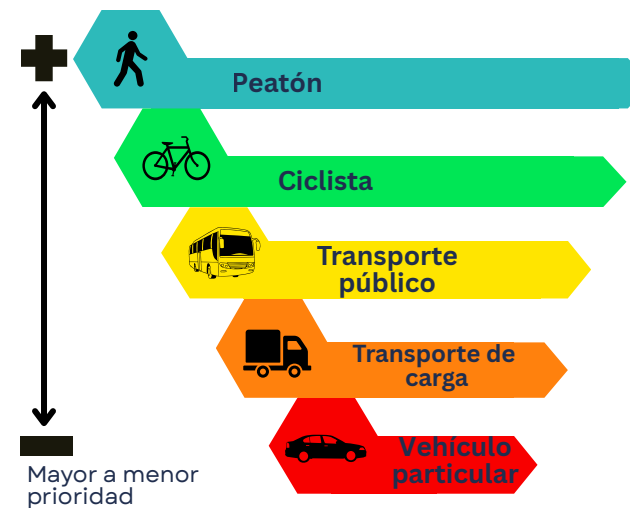 Peatón
Ciclista
Transporte
público
Transporte de
carga
Vehículo
particular
Mayor a menor
prioridad